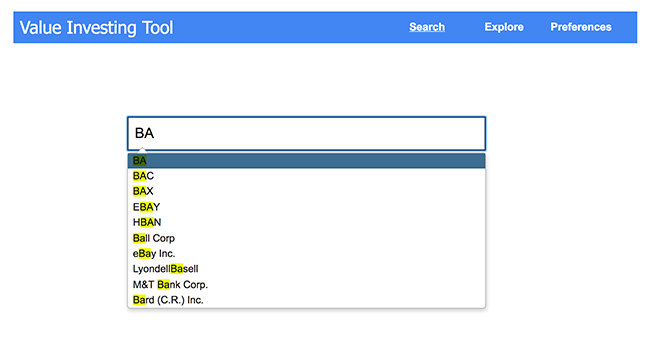 Value Investing Tool Search Explore Preferences
BA
BA
BAC
BAX
EBAY
HBAN
Ball Corp
eBay Inc.
LyondellBasell
M&T Bank Corp.
Bard (C.R.) Inc.